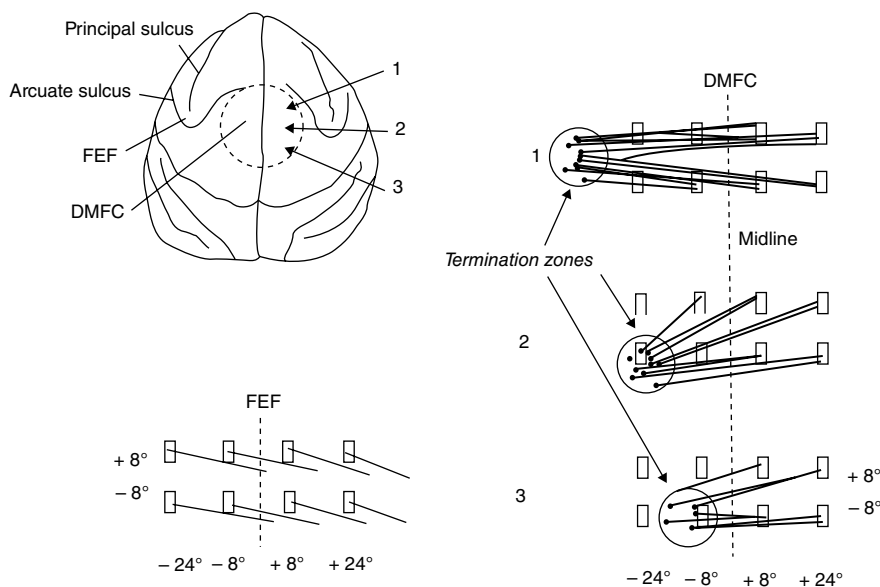 Principal sulcus
Arcuate sulcus
FEF
DMFC
1
2
3
DMFC
1
Midline
Termination zones
2
3
+ 8°
− 8°
− 24° − 8° + 8° + 24°
FEF
+ 8°
− 8°
− 24° − 8° + 8° + 24°